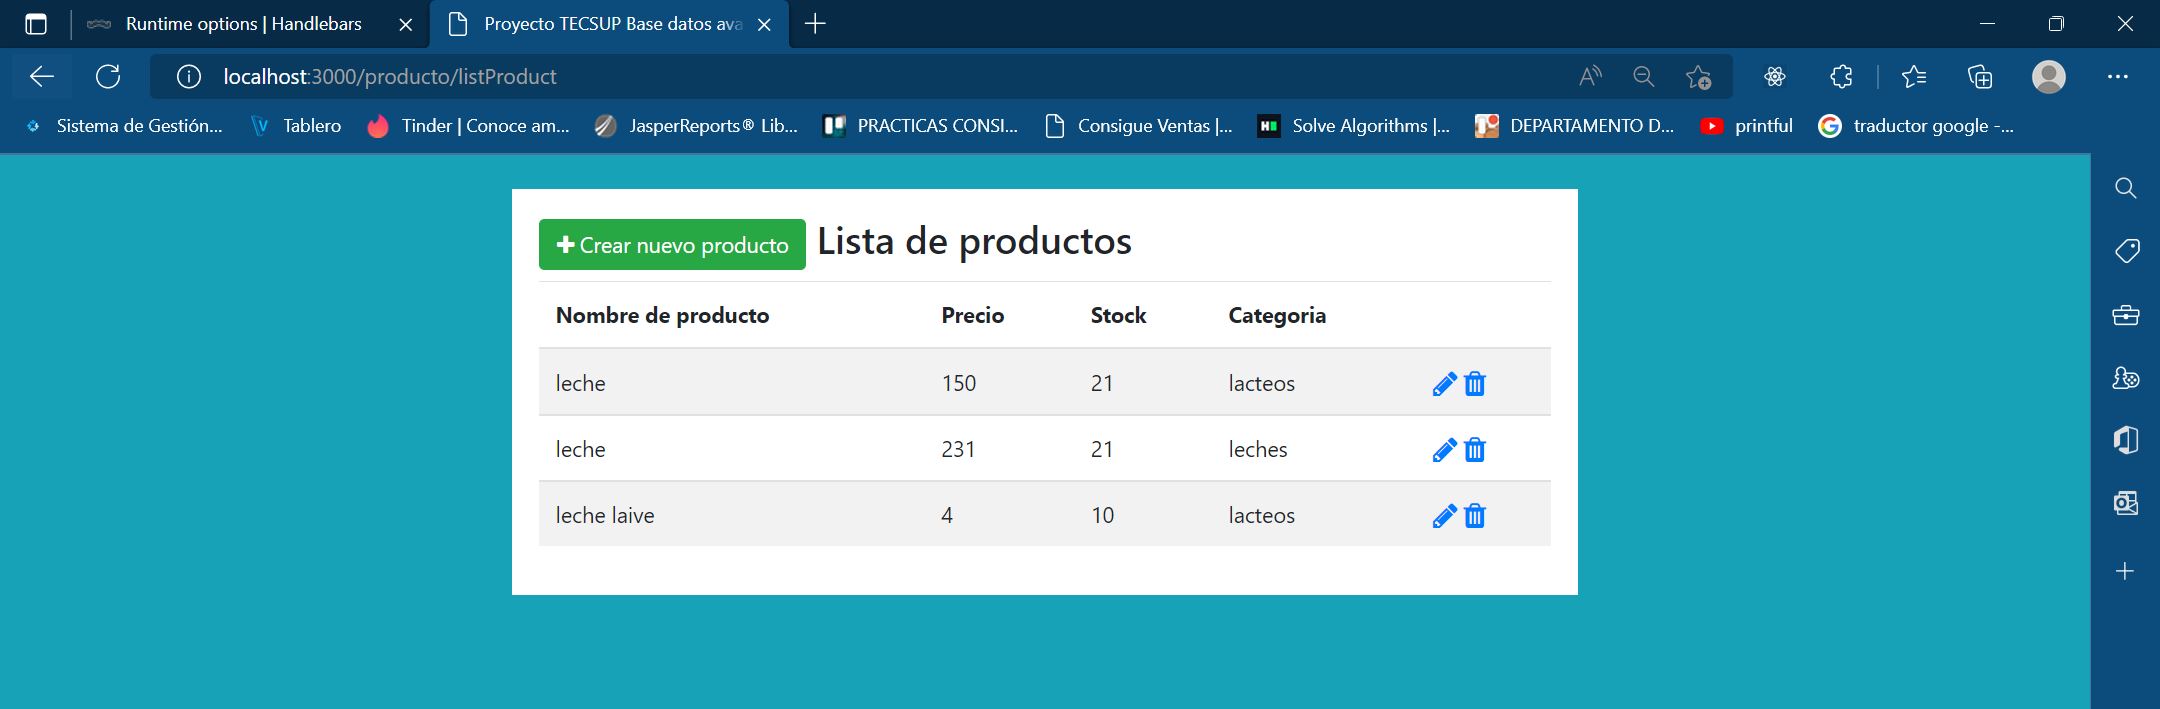 Runtime options | Handlebars
Proyecto TECSUP Base datos ava
localhost:3000/producto/listProduct
Sistema de Gestión...
Tablero
Tinder | Conoce am...
JasperReports® Lib...
PRACTICAS CONSI...
Consigue Ventas |...
Solve Algorithms |...
DEPARTAMENTO D...
printful
traductor google -...
Crear nuevo producto
Lista de productos
Nombre de producto Precio Stock Categoria
leche 150 21 lacteos
leche 231 21 leches
leche laive 4 10 lacteos